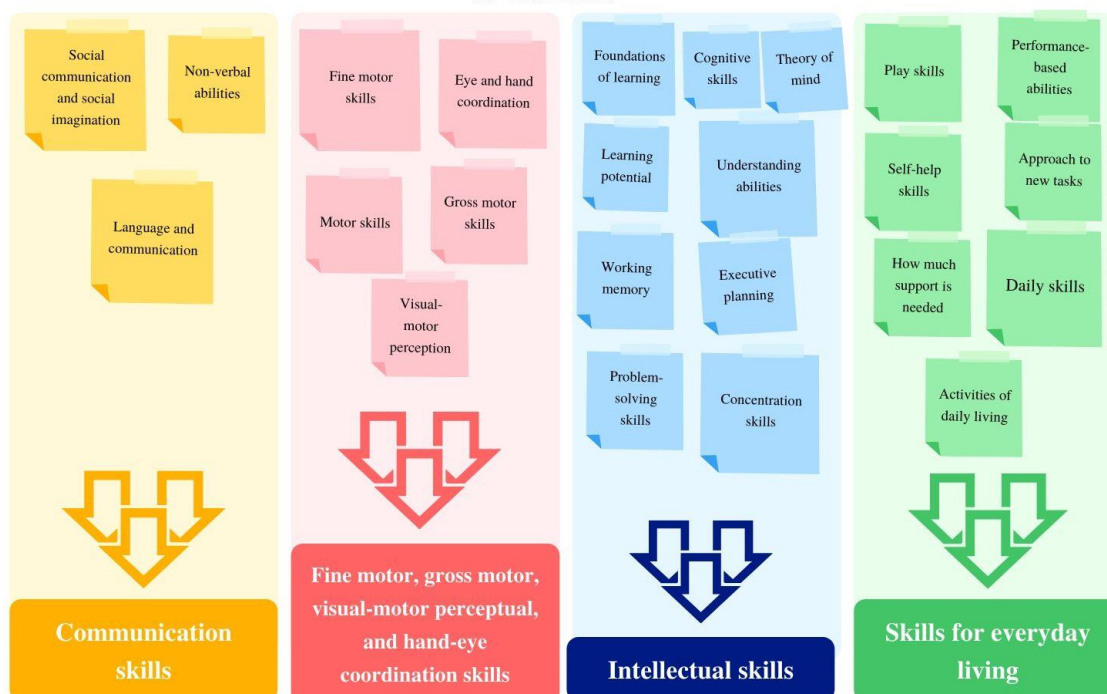 Social
communication
and social
imagination
Non-verbal
abilities
Language and
communication
Communication
skills
Fine motor
skills
Eye and hand
coordination
Motor skills
Gross motor
skills
Visual-
motor
perception
Fine motor, gross motor,
visual-motor perceptual,
and hand-eye
coordination skills
Foundations
of learning
Cognitive
skills
Theory of
mind
Learning
potential
Understanding
abilities
Working
memory
Executive
planning
Problem-
solving
skills
Concentration
skills
Intellectual skills
Play skills
Performance-
based
abilities
Self-help
skills
Approach to
new tasks
How much
support is
needed
Daily skills
Activities of
daily living
Skills for everyday
living